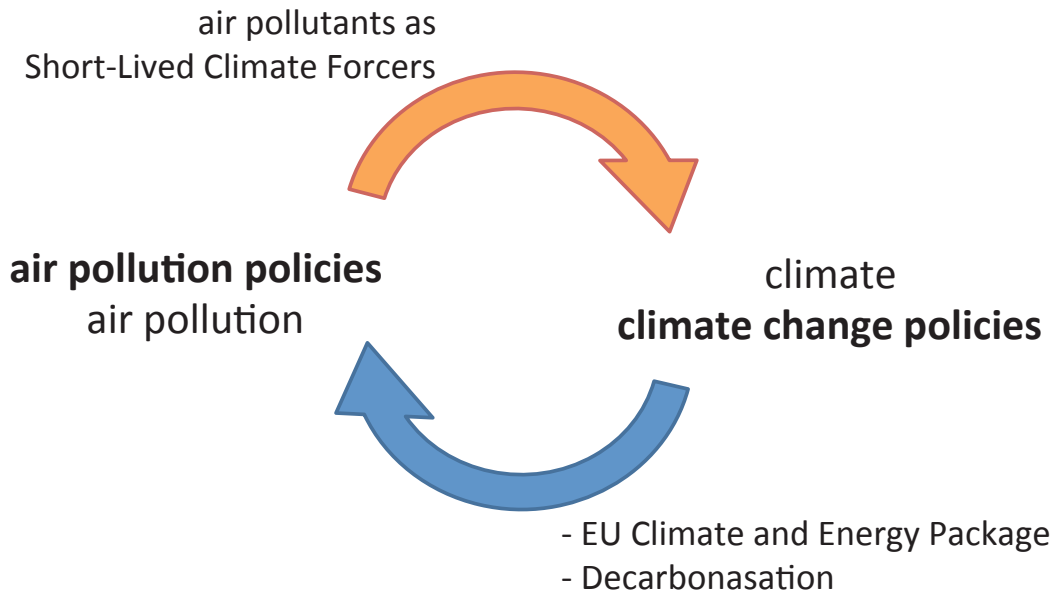 air pollutants as
Short-Lived Climate Forcers
air pollution policies
air pollution
climate
climate change policies
- EU Climate and Energy Package
- Decarbonasation